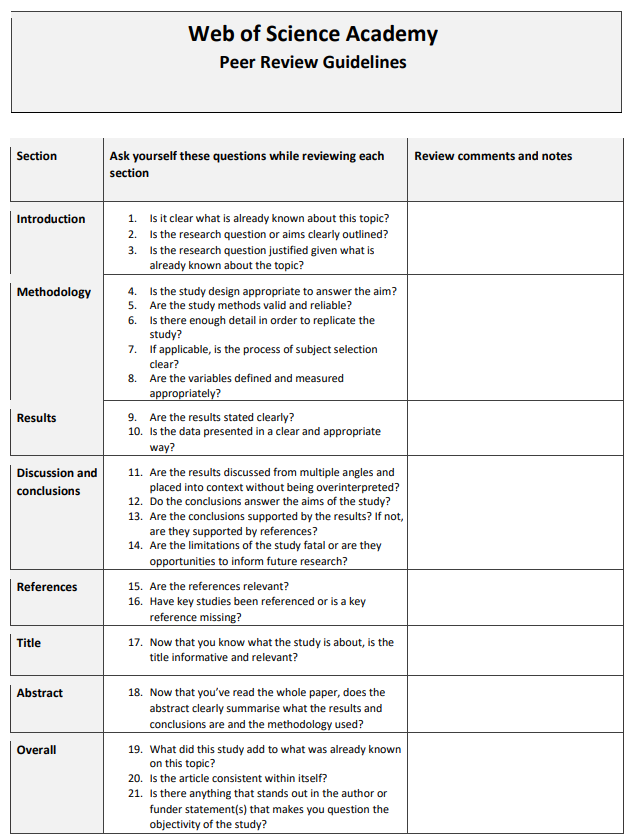 Web of Science Academy
Peer Review Guidelines
Section
Ask yourself these questions while reviewing each
section
Review comments and notes
Introduction
1. Is it clear what is already known about this topic?
2. Is the research question or aims clearly outlined?
3. Is the research question justified given what is
already known about the topic?
Methodology
4. Is the study design appropriate to answer the aim?
5. Are the study methods valid and reliable?
6. Is there enough detail in order to replicate the
study?
7. If applicable, is the process of subject selection
clear?
8. Are the variables defined and measured
appropriately?
Results
9. Are the results stated clearly?
10. Is the data presented in a clear and appropriate
way?
Discussion and
conclusions
11. Are the results discussed from multiple angles and
placed into context without being overinterpreted?
12. Do the conclusions answer the aims of the study?
13. Are the conclusions supported by the results? If not,
are they supported by references?
14. Are the limitations of the study fatal or are they
opportunities to inform future research?
References
15. Are the references relevant?
16. Have key studies been referenced or is a key
reference missing?
Title
17. Now that you know what the study is about, is the
title informative and relevant?
Abstract
18. Now that you’ve read the whole paper, does the
abstract clearly summarise what the results and
conclusions are and the methodology used?
Overall
19. What did this study add to what was already known
on this topic?
20. Is the article consistent within itself?
21. Is there anything that stands out in the author or
funder statement(s) that makes you question the
objectivity of the study?